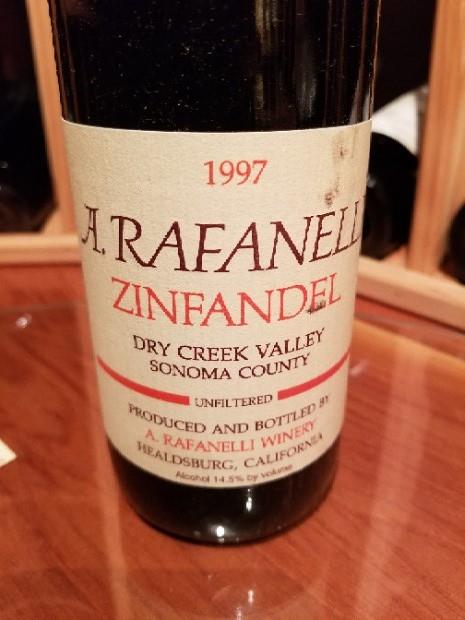 1997
A. RAFANELLI
ZINFANDEL
DRY CREEK VALLEY
SONOMA COUNTY
UNFILTERED
PRODUCED AND BOTTLED BY
A. RAFANELLI WINERY
HEALDSBURG, CALIFORNIA
Alcohol 14.5% by volume